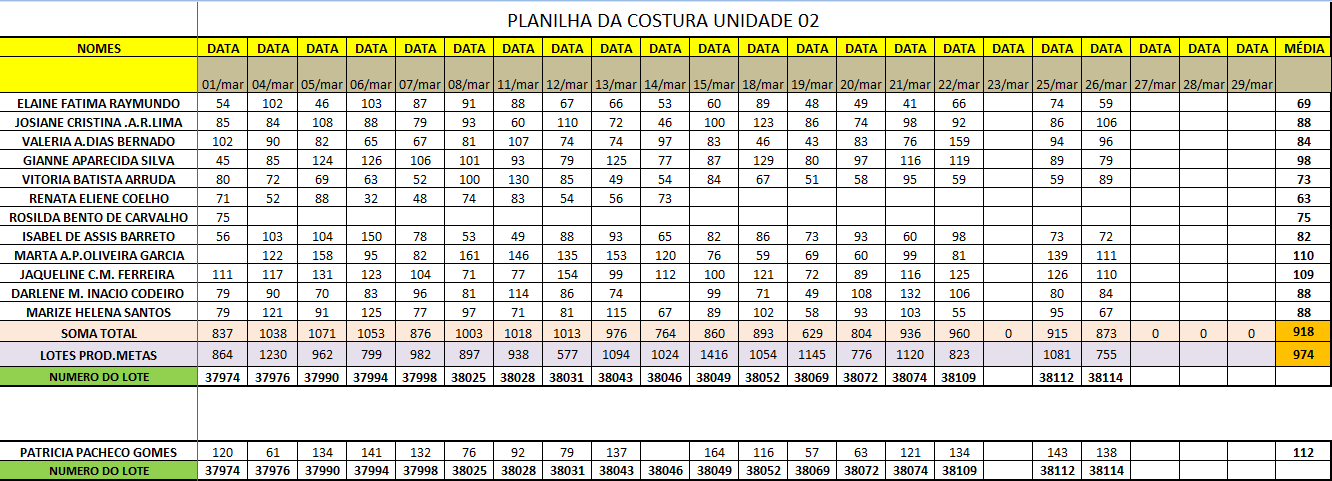 PLANILHA DA COSTURA UNIDADE 02
NOMES DATA DATA DATA DATA DATA DATA DATA DATA DATA DATA DATA DATA DATA DATA DATA DATA DATA DATA DATA DATA DATA DATA MÉDIA
01/mar 04/mar 05/mar 06/mar 07/mar 08/mar 11/mar 12/mar 13/mar 14/mar 15/mar 18/mar 19/mar 20/mar 21/mar 22/mar 23/mar 25/mar 26/mar 27/mar 28/mar 29/mar
ELAINE FATIMA RAYMUNDO 54 102 46 103 87 91 88 67 66 53 60 89 48 49 41 66 74 59 69
JOSIANE CRISTINA .A.R.LIMA 85 84 108 88 79 93 60 110 72 46 100 123 86 74 98 92 86 106 88
VALERIA A.DIAS BERNADO 102 90 82 65 67 81 107 74 74 97 83 46 43 83 76 159 94 96 84
GIANNE APARECIDA SILVA 45 85 124 126 106 101 93 79 125 77 87 129 80 97 116 119 89 79 98
VITORIA BATISTA ARRUDA 80 72 69 63 52 100 130 85 49 54 84 67 51 58 95 59 59 89 73
RENATA ELIENE COELHO 71 52 88 32 48 74 83 54 56 73 63
ROSILDA BENTO DE CARVALHO 75 75
ISABEL DE ASSIS BARRETO 56 103 104 150 78 53 49 88 93 65 82 86 73 93 60 98 73 72 82
MARTA A.P.OLIVEIRA GARCIA 122 158 95 82 161 146 135 153 120 76 59 69 60 99 81 139 111 110
JAQUELINE C.M. FERREIRA 111 117 131 123 104 71 77 154 99 112 100 121 72 89 116 125 126 110 109
DARLENE M. INACIO CODEIRO 79 90 70 83 96 81 114 86 74 99 71 49 108 132 106 80 84 88
MARIZE HELENA SANTOS 79 121 91 125 77 97 71 81 115 67 89 102 58 93 103 55 95 67 88
SOMA TOTAL 837 1038 1071 1053 876 1003 1018 1013 976 764 860 893 629 804 936 960 0 915 873 0 0 0 918
LOTES PROD.METAS 864 1230 962 799 982 897 938 577 1094 1024 1416 1054 1145 776 1120 823 1081 755 974
NUMERO DO LOTE 37974 37976 37990 37994 37998 38025 38028 38031 38043 38046 38049 38052 38069 38072 38074 38109 38112 38114
PATRICIA PACHECO GOMES 120 61 134 141 132 76 92 79 137 164 116 57 63 121 134 143 138 112
NUMERO DO LOTE 37974 37976 37990 37994 37998 38025 38028 38031 38043 38046 38049 38052 38069 38072 38074 38109 38112 38114